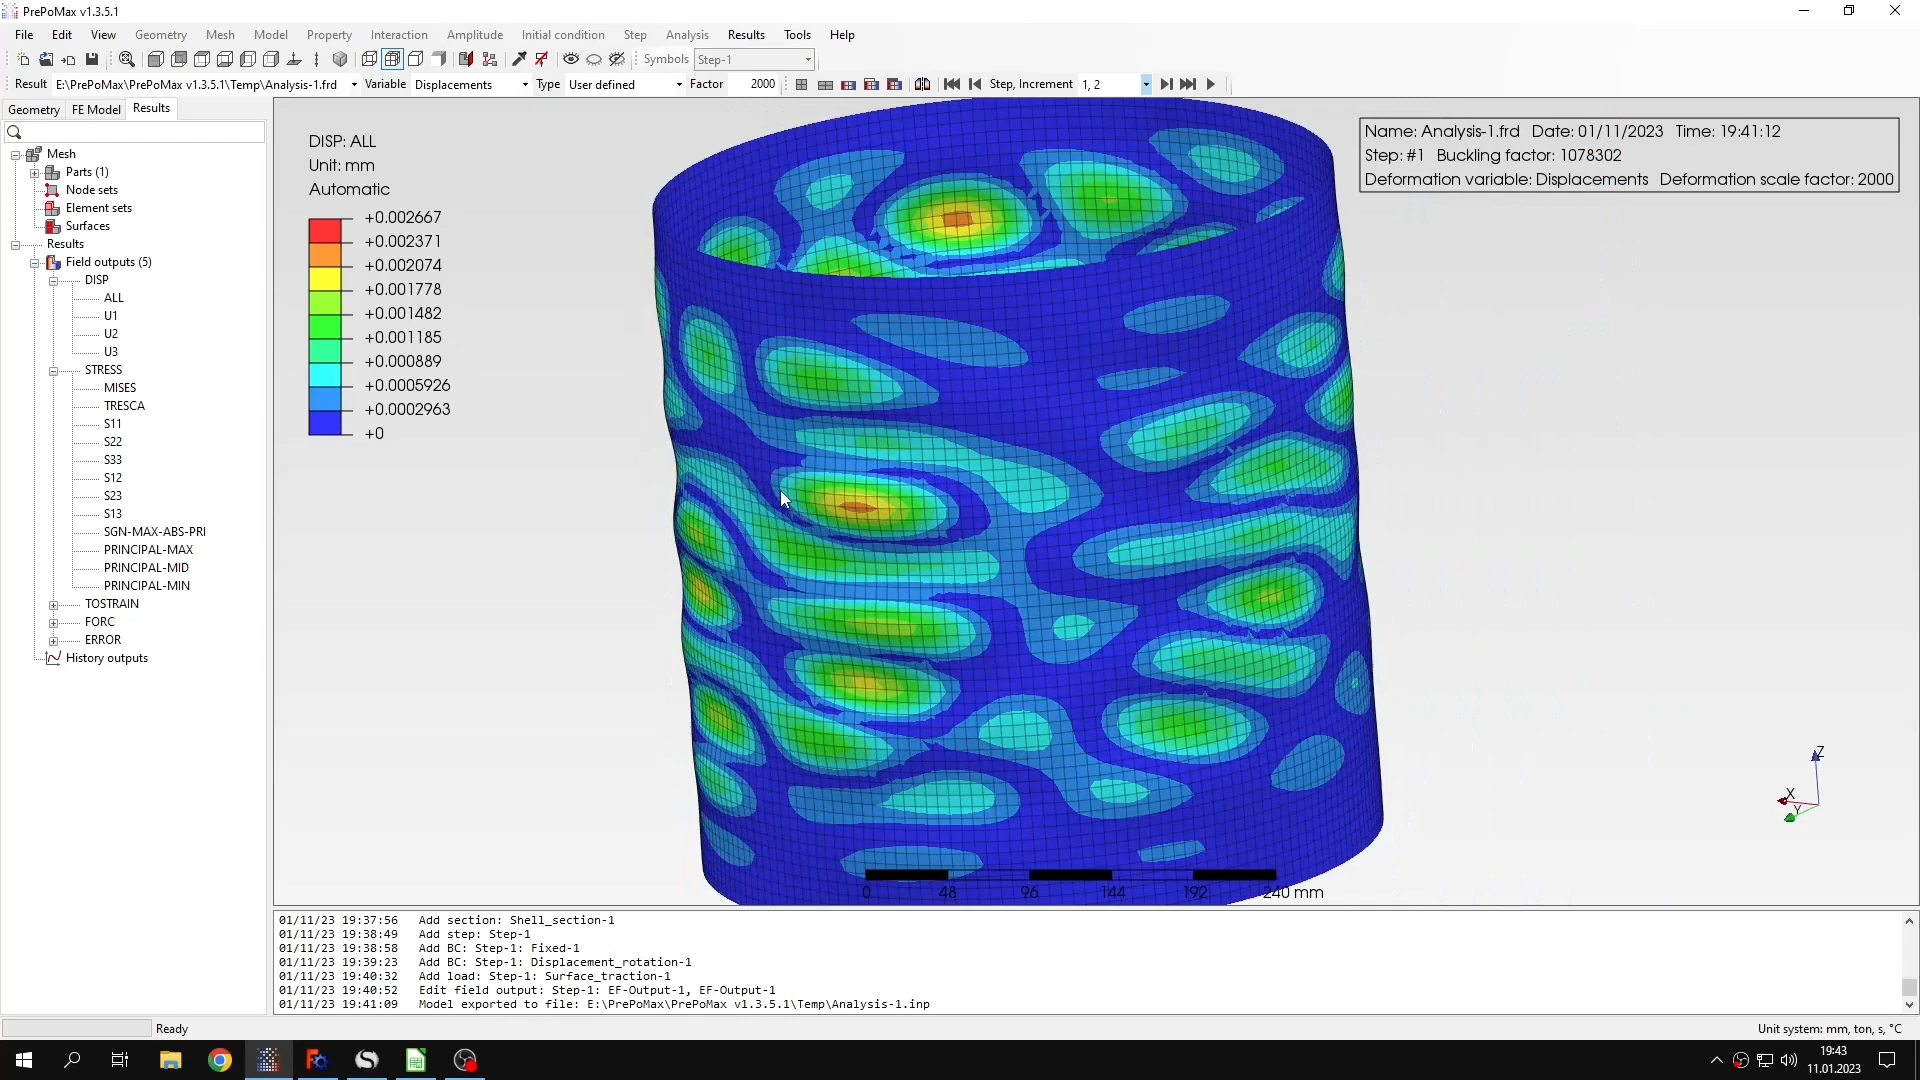 PrePoMax v1.3.5.1
File Edit View Geometry Mesh Model Property Interaction Amplitude Initial condition Step Analysis Results Tools Help
Symbols Step-1
Result E:\PrePoMax\PrePoMax v1.3.5.1\Temp\Analysis-1.frd Variable Displacements Type User defined Factor 2000 Step, Increment 1, 2
Geometry FE Model Results
Mesh
Parts (1)
Node sets
Element sets
Surfaces
Results
Field outputs (5)
DISP
ALL
U1
U2
U3
STRESS
MISES
TRESCA
S11
S22
S33
S12
S23
S13
SGN-MAX-ABS-PRI
PRINCIPAL-MAX
PRINCIPAL-MID
PRINCIPAL-MIN
TOSTRAIN
FORC
ERROR
History outputs
DISP: ALL
Unit: mm
Automatic
+0.002667
+0.002371
+0.002074
+0.001778
+0.001482
+0.001185
+0.000889
+0.0005926
+0.0002963
+0
Name: Analysis-1.frd Date: 01/11/2023 Time: 19:41:12
Step: #1 Buckling factor: 1078302
Deformation variable: Displacements Deformation scale factor: 2000
Z
X
Y
0 48 96 144 192 240 mm
01/11/23 19:37:56 Add section: Shell_section-1
01/11/23 19:38:49 Add step: Step-1
01/11/23 19:38:58 Add BC: Step-1: Fixed-1
01/11/23 19:39:23 Add BC: Step-1: Displacement_rotation-1
01/11/23 19:40:32 Add load: Step-1: Surface_traction-1
01/11/23 19:40:52 Edit field output: Step-1: EF-Output-1, EF-Output-1
01/11/23 19:41:09 Model exported to file: E:\PrePoMax\PrePoMax v1.3.5.1\Temp\Analysis-1.inp
Ready
Unit system: mm, ton, s, °C
19:43
11.01.2023